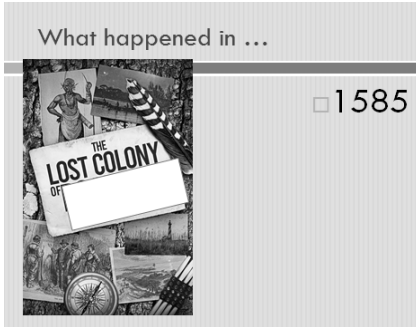 What happened in ...
1585
THE
LOST COLONY
OF